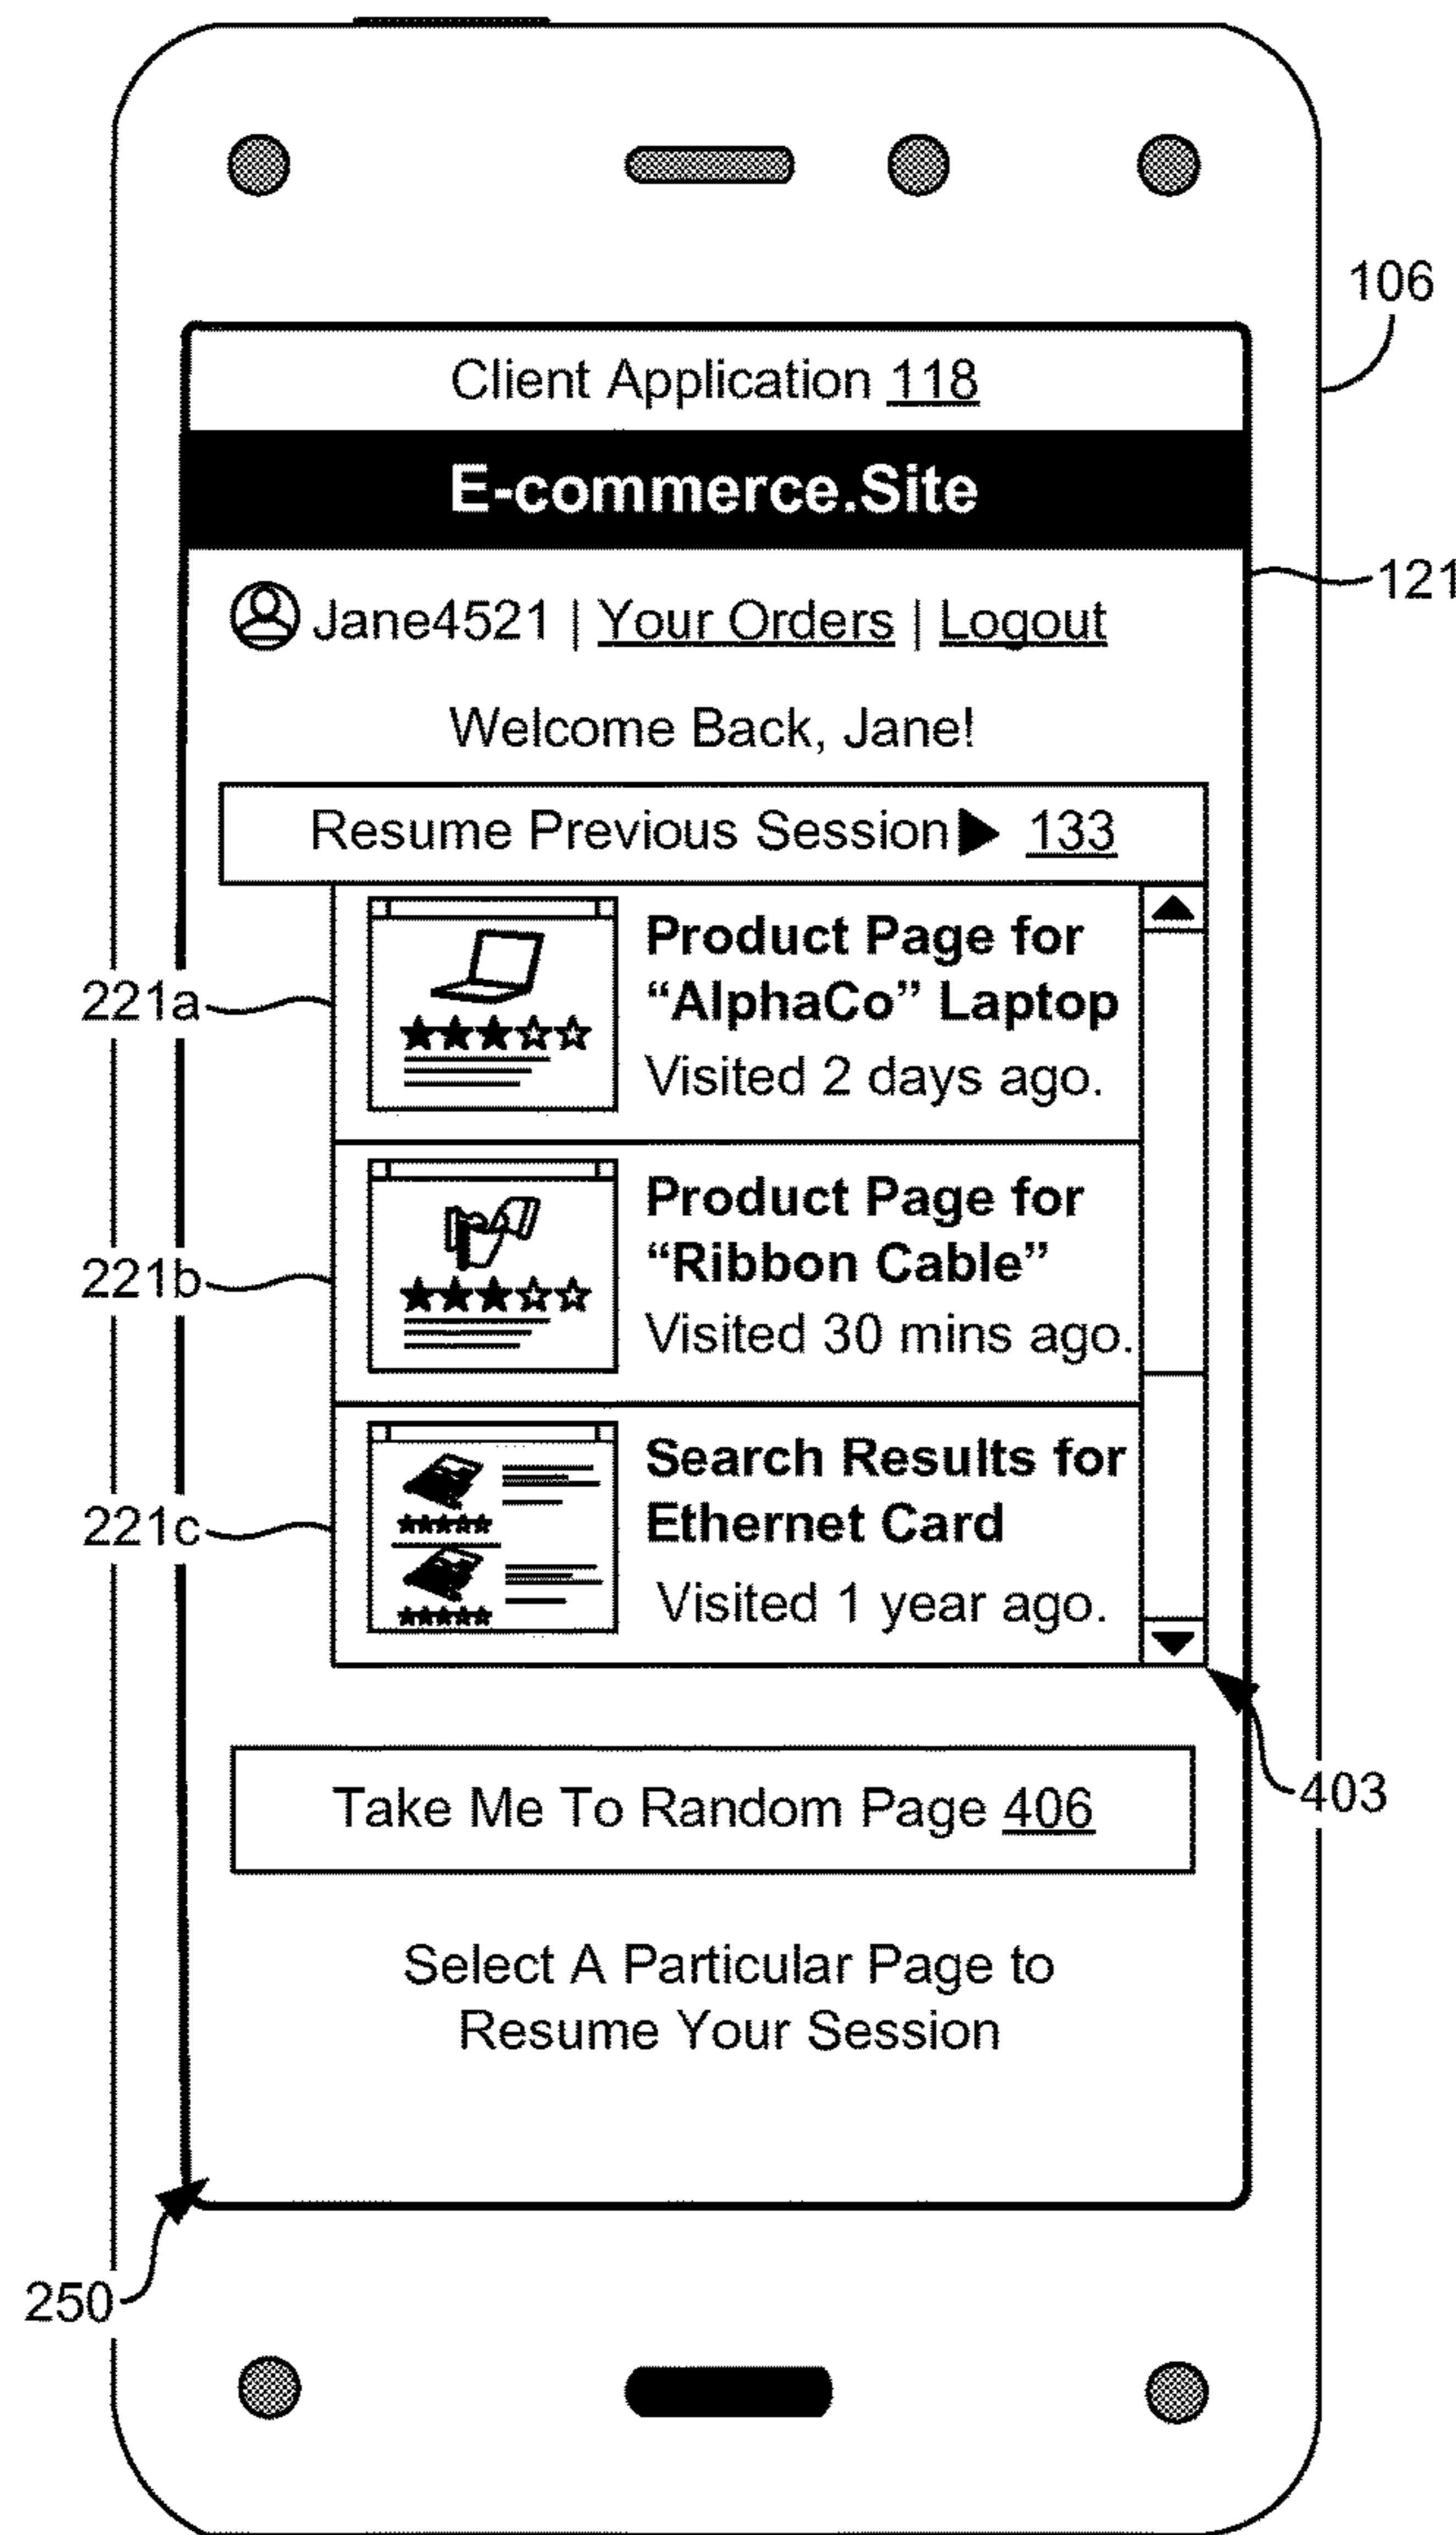 106
Client Application 118
E-commerce.Site
121
Jane4521 | Your Orders | Logout
Welcome Back, Jane!
Resume Previous Session 133
221a
Product Page for
“AlphaCo” Laptop
Visited 2 days ago.
221b
Product Page for
“Ribbon Cable”
Visited 30 mins ago.
221c
Search Results for
Ethernet Card
Visited 1 year ago.
403
Take Me To Random Page 406
Select A Particular Page to
Resume Your Session
250